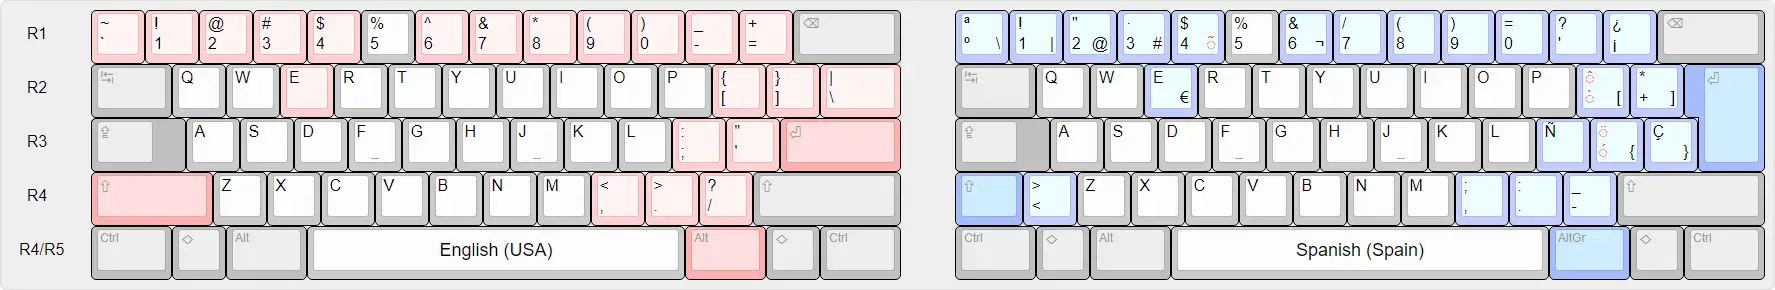 R1 ~ ` ! 1 @ 2 # 3 $ 4 % 5 ^ 6 & 7 * 8 ( 9 ) 0 _ - + = ⌫ ª º \ ! 1 | " 2 @ · 3 # $ 4 õ % 5 & 6 ¬ / 7 ( 8 ) 9 = 0 ? ' ¿ ¡ ⌫
R2 ↹ Q W E R T Y U I O P { [ } ] | \ ↹ Q W E € R T Y U I O P ô ò [ * + ] ⏎
R3 ⇪ A S D F _ G H J _ K L : ; " ' ⏎ ⇪ A S D F _ G H J _ K L Ñ ö ó { Ç }
R4 ⇧ Z X C V B N M < , > . ? / ⇧ ⇧ > < Z X C V B N M ; , : . _ - ⇧
R4/R5 Ctrl ◇ Alt English (USA) Alt ◇ Ctrl Ctrl ◇ Alt Spanish (Spain) AltGr ◇ Ctrl